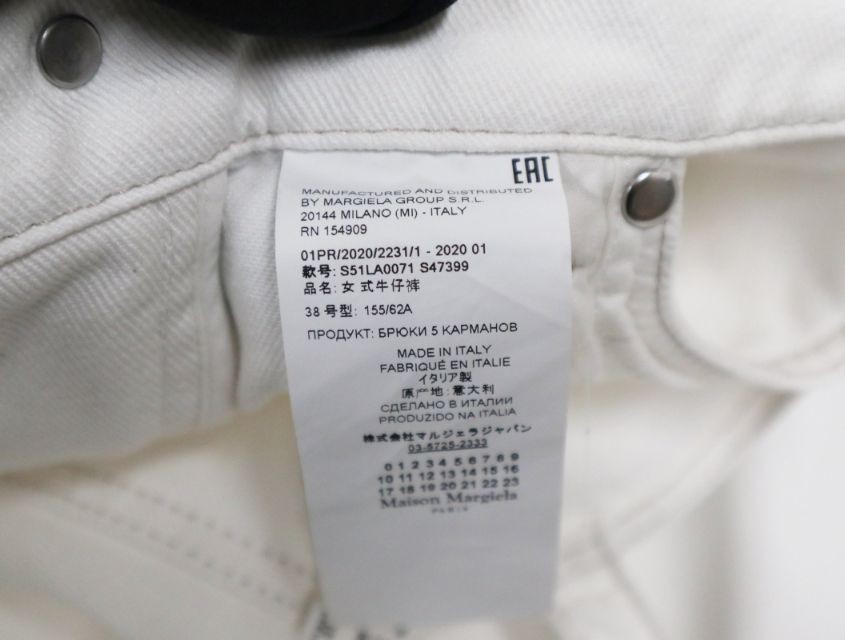 EAC
MANUFACTURED AND DISTRIBUTED
BY MARGIELA GROUP S.R.L.
20144 MILANO (MI) - ITALY
RN 154909
01PR/2020/2231/1 - 2020 01
款号: S51LA0071 S47399
品名: 女 式牛仔裤
38 号型: 155/62A
ПРОДУКТ: БРЮКИ 5 КАРМАНОВ
MADE IN ITALY
FABRIQUÉ EN ITALIE
イタリア製
原产地: 意大利
СДЕЛАНО В ИТАЛИИ
PRODUZIDO NA ITALIA
株式会社マルジェラジャパン
03-5725-2333
0 1 2 3 4 5 6 7 8 9
10 11 12 13 14 15 16
17 18 19 20 21 22 23
Maison Margiela
PARIS